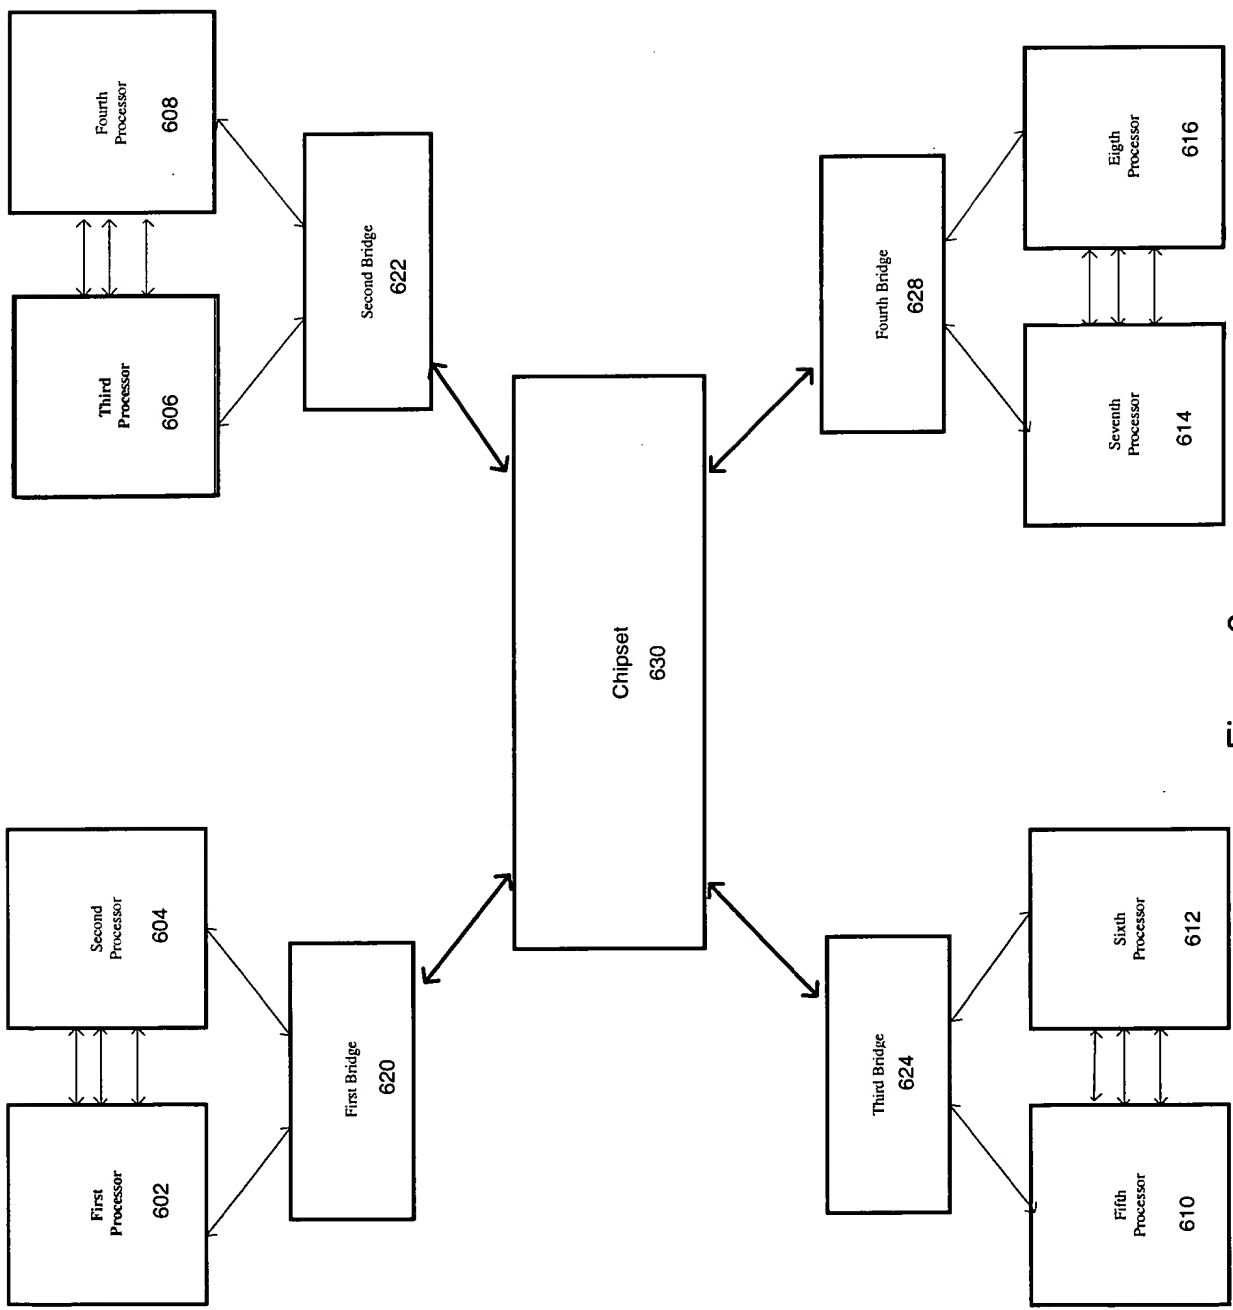 First
Processor
602
Second
Processor
604
Third
Processor
606
Fourth
Processor
608
First Bridge
620
Second Bridge
622
Chipset
630
Third Bridge
624
Fourth Bridge
628
Fifth
Processor
610
Sixth
Processor
612
Seventh
Processor
614
Eigth
Processor
616